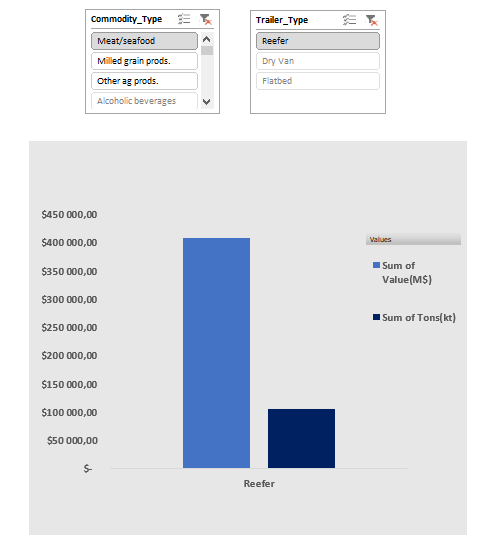 Commodity_Type
Meat/seafood
Milled grain prods.
Other ag prods.
Alcoholic beverages
Trailer_Type
Reefer
Dry Van
Flatbed
$450 000,00
$400 000,00
$350 000,00
$300 000,00
$250 000,00
$200 000,00
$150 000,00
$100 000,00
$50 000,00
$-
Reefer
Values
Sum of
Value(M$)
Sum of Tons(kt)